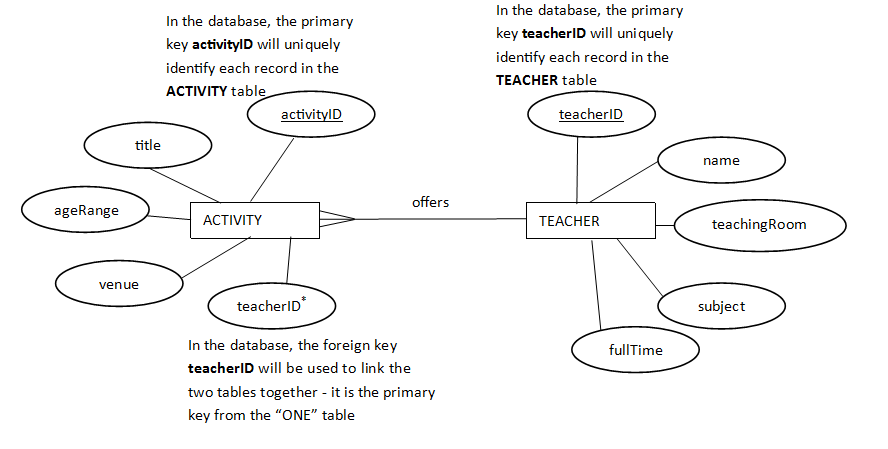 In the database, the primary
key activityID will uniquely
identify each record in the
ACTIVITY table
In the database, the primary
key teacherID will uniquely
identify each record in the
TEACHER table
activityID
teacherID
title
name
ageRange
ACTIVITY
offers
TEACHER
teachingRoom
venue
teacherID*
subject
fullTime
In the database, the foreign key
teacherID will be used to link the
two tables together - it is the primary
key from the “ONE” table